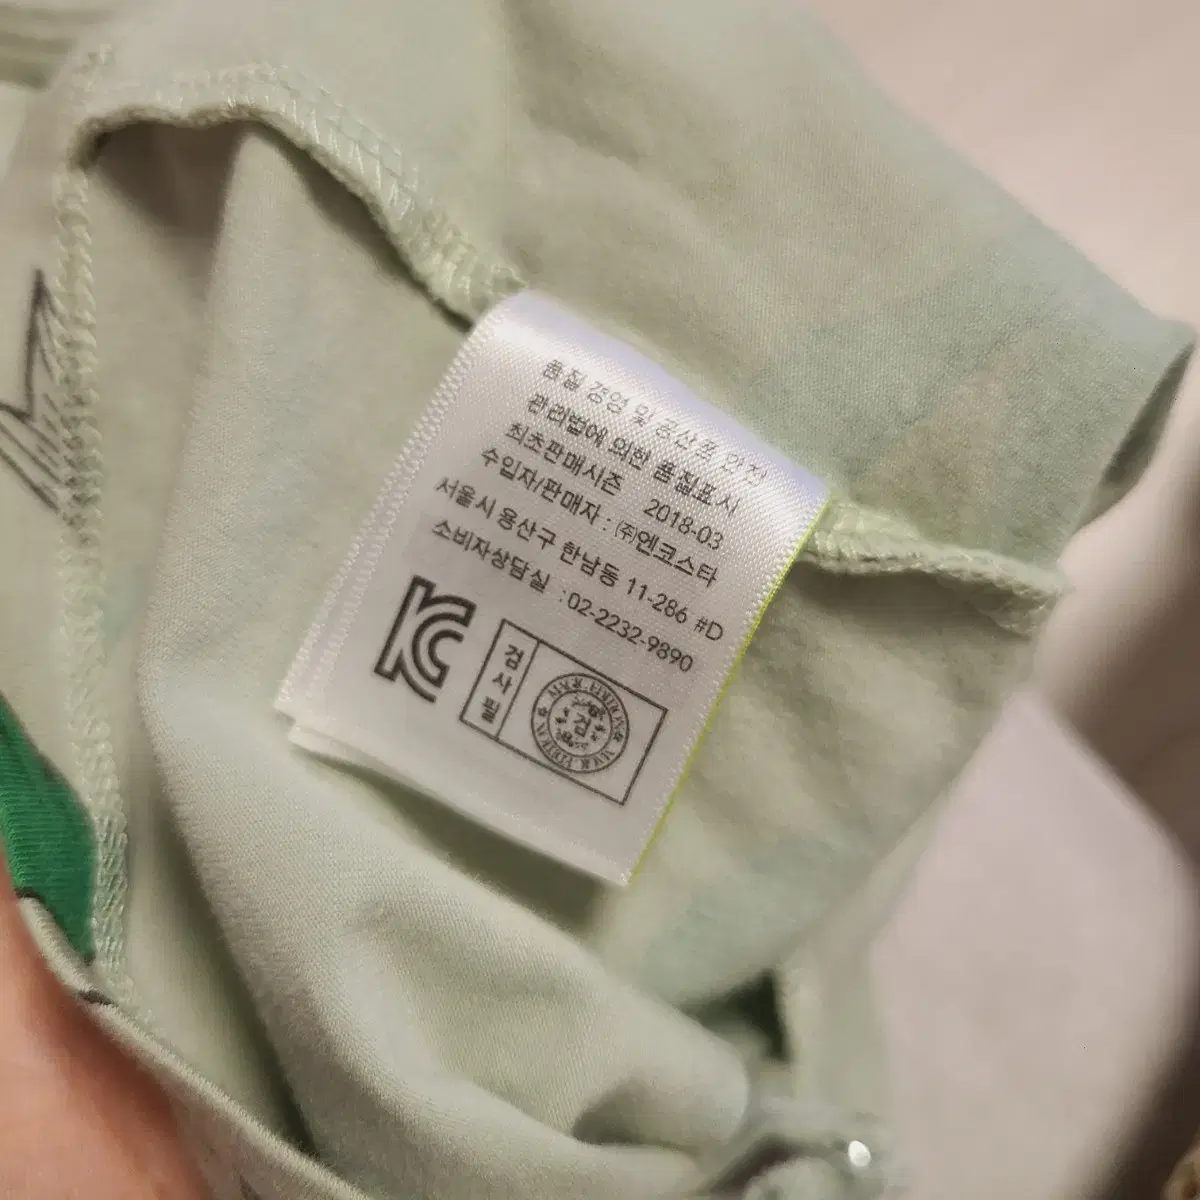 품질 경영 및 공산품 안전
관리법에 의한 품질표시
최초판매시즌 2018-03
수입자/판매자 : ㈜엔코스타
서울시 용산구 한남동 11-286 #D
소비자상담실 :02-2232-9890
KC
검사필
검